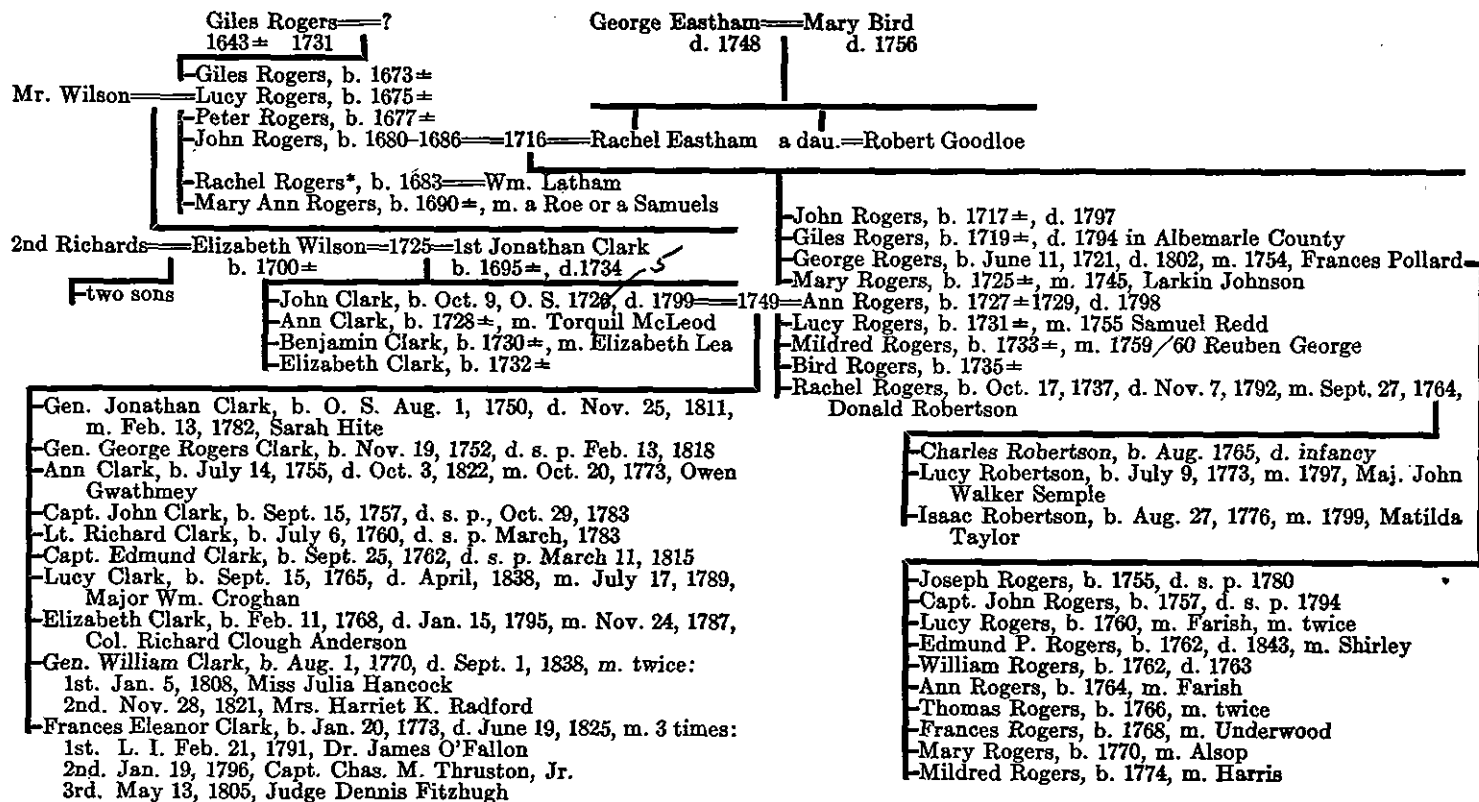 Giles Rogers══?
1643± 1731
George Eastham══Mary Bird
d. 1748 d. 1756
Giles Rogers, b. 1673±
Mr. Wilson══Lucy Rogers, b. 1675±
Peter Rogers, b. 1677±
John Rogers, b. 1680–1686══1716══Rachel Eastham a dau.═Robert Goodloe
Rachel Rogers*, b. 1683══Wm. Latham
Mary Ann Rogers, b. 1690±, m. a Roe or a Samuels
2nd Richards══Elizabeth Wilson═1725═1st Jonathan Clark
b. 1700± b. 1695±, d.1734
two sons
John Clark, b. Oct. 9, O. S. 1726, d. 1799══1749═Ann Rogers, b. 1727±1729, d. 1798
5
Ann Clark, b. 1728±, m. Torquil McLeod
Benjamin Clark, b. 1730±, m. Elizabeth Lea
Elizabeth Clark, b. 1732±
John Rogers, b. 1717±, d. 1797
Giles Rogers, b. 1719±, d. 1794 in Albemarle County
George Rogers, b. June 11, 1721, d. 1802, m. 1754, Frances Pollard
Mary Rogers, b. 1725±, m. 1745, Larkin Johnson
Lucy Rogers, b. 1731±, m. 1755 Samuel Redd
Mildred Rogers, b. 1733±, m. 1759/60 Reuben George
Bird Rogers, b. 1735±
Rachel Rogers, b. Oct. 17, 1737, d. Nov. 7, 1792, m. Sept. 27, 1764,
Donald Robertson
Gen. Jonathan Clark, b. O. S. Aug. 1, 1750, d. Nov. 25, 1811,
m. Feb. 13, 1782, Sarah Hite
Gen. George Rogers Clark, b. Nov. 19, 1752, d. s. p. Feb. 13, 1818
Ann Clark, b. July 14, 1755, d. Oct. 3, 1822, m. Oct. 20, 1773, Owen
Gwathmey
Capt. John Clark, b. Sept. 15, 1757, d. s. p., Oct. 29, 1783
Lt. Richard Clark, b. July 6, 1760, d. s. p. March, 1783
Capt. Edmund Clark, b. Sept. 25, 1762, d. s. p. March 11, 1815
Lucy Clark, b. Sept. 15, 1765, d. April, 1838, m. July 17, 1789,
Major Wm. Croghan
Elizabeth Clark, b. Feb. 11, 1768, d. Jan. 15, 1795, m. Nov. 24, 1787,
Col. Richard Clough Anderson
Gen. William Clark, b. Aug. 1, 1770, d. Sept. 1, 1838, m. twice:
1st. Jan. 5, 1808, Miss Julia Hancock
2nd. Nov. 28, 1821, Mrs. Harriet K. Radford
Frances Eleanor Clark, b. Jan. 20, 1773, d. June 19, 1825, m. 3 times:
1st. L. I. Feb. 21, 1791, Dr. James O'Fallon
2nd. Jan. 19, 1796, Capt. Chas. M. Thruston, Jr.
3rd. May 13, 1805, Judge Dennis Fitzhugh
Charles Robertson, b. Aug. 1765, d. infancy
Lucy Robertson, b. July 9, 1773, m. 1797, Maj. John
Walker Semple
Isaac Robertson, b. Aug. 27, 1776, m. 1799, Matilda
Taylor
Joseph Rogers, b. 1755, d. s. p. 1780
Capt. John Rogers, b. 1757, d. s. p. 1794
Lucy Rogers, b. 1760, m. Farish, m. twice
Edmund P. Rogers, b. 1762, d. 1843, m. Shirley
William Rogers, b. 1762, d. 1763
Ann Rogers, b. 1764, m. Farish
Thomas Rogers, b. 1766, m. twice
Frances Rogers, b. 1768, m. Underwood
Mary Rogers, b. 1770, m. Alsop
Mildred Rogers, b. 1774, m. Harris